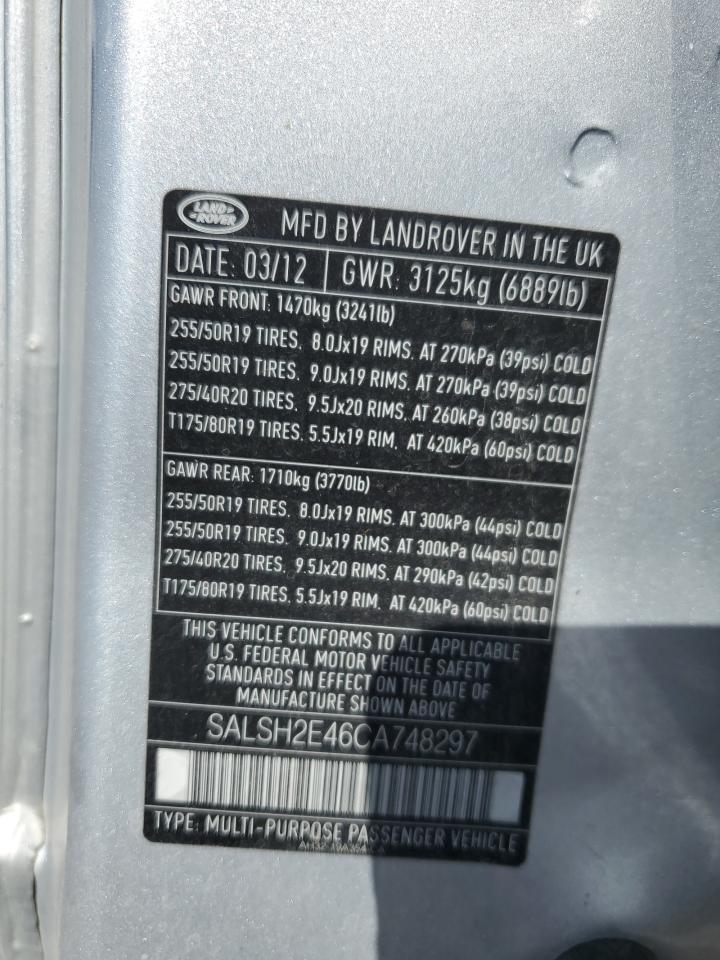 LAND ROVER
MFD BY LANDROVER IN THE UK
DATE: 03/12 GWR: 3125kg (6889lb)
GAWR FRONT: 1470kg (3241lb)
255/50R19 TIRES, 8.0Jx19 RIMS, AT 270kPa (39psi) COLD
255/50R19 TIRES, 9.0Jx19 RIMS, AT 270kPa (39psi) COLD
275/40R20 TIRES, 9.5Jx20 RIMS, AT 260kPa (38psi) COLD
T175/80R19 TIRES, 5.5Jx19 RIM, AT 420kPa (60psi) COLD
GAWR REAR: 1710kg (3770lb)
255/50R19 TIRES, 8.0Jx19 RIMS, AT 300kPa (44psi) COLD
255/50R19 TIRES, 9.0Jx19 RIMS, AT 300kPa (44psi) COLD
275/40R20 TIRES, 9.5Jx20 RIMS, AT 290kPa (42psi) COLD
T175/80R19 TIRES, 5.5Jx19 RIM, AT 420kPa (60psi) COLD
THIS VEHICLE CONFORMS TO ALL APPLICABLE
U.S. FEDERAL MOTOR VEHICLE SAFETY
STANDARDS IN EFFECT ON THE DATE OF
MANUFACTURE SHOWN ABOVE
SALSH2E46CA748297
TYPE: MULTI-PURPOSE PASSENGER VEHICLE